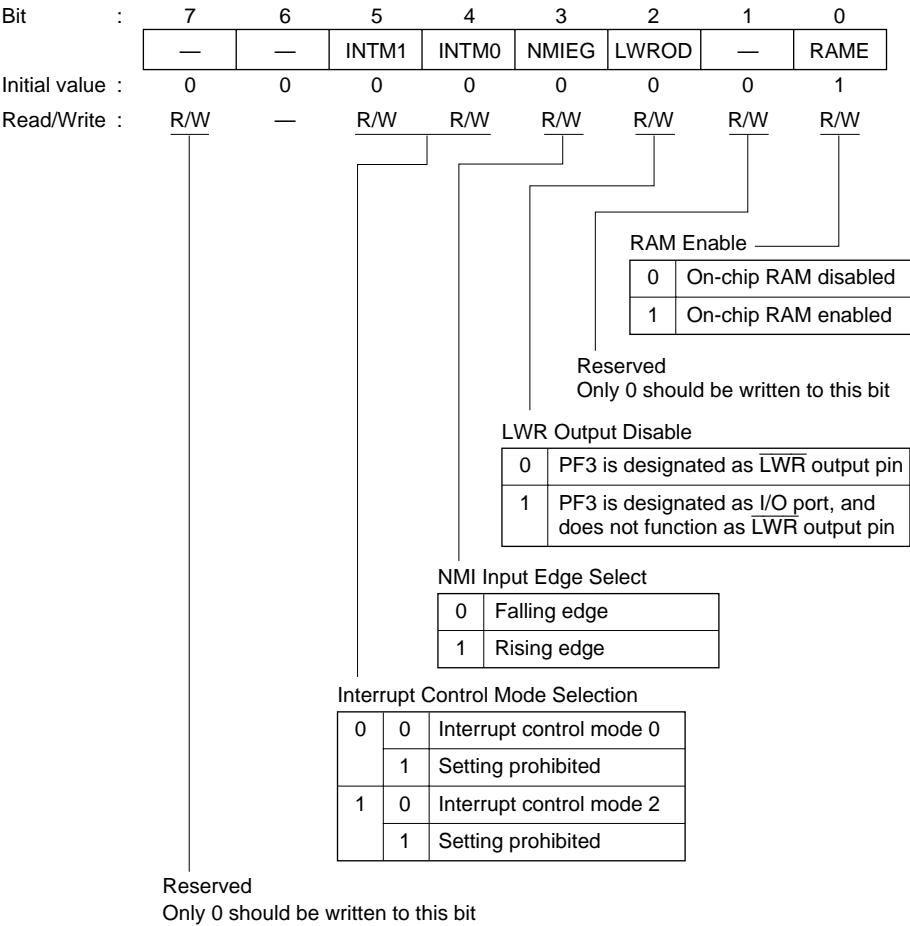 Bit : 7 6 5 4 3 2 1 0
— — INTM1 INTM0 NMIEG LWROD — RAME
Initial value : 0 0 0 0 0 0 0 1
Read/Write : R/W — R/W R/W R/W R/W R/W R/W
RAM Enable
0 On-chip RAM disabled
1 On-chip RAM enabled
Reserved
Only 0 should be written to this bit
LWR Output Disable
0 PF3 is designated as L̅W̅R̅ output pin
1 PF3 is designated as I/O port, and
does not function as L̅W̅R̅ output pin
NMI Input Edge Select
0 Falling edge
1 Rising edge
Interrupt Control Mode Selection
0 0 Interrupt control mode 0
1 Setting prohibited
1 0 Interrupt control mode 2
1 Setting prohibited
Reserved
Only 0 should be written to this bit